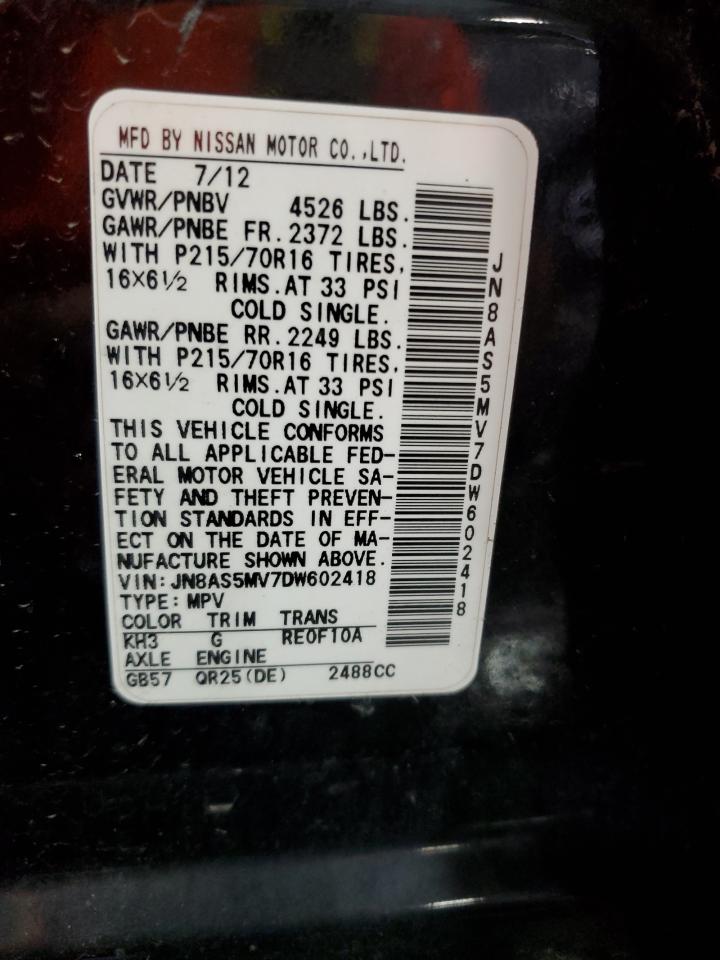 MFD BY NISSAN MOTOR CO.,LTD.
DATE 7/12
GVWR/PNBV 4526 LBS.
GAWR/PNBE FR. 2372 LBS.
WITH P215/70R16 TIRES,
16×6½ RIMS.AT 33 PSI
COLD SINGLE.
GAWR/PNBE RR. 2249 LBS.
WITH P215/70R16 TIRES,
16×6½ RIMS.AT 33 PSI
COLD SINGLE.
THIS VEHICLE CONFORMS
TO ALL APPLICABLE FED-
ERAL MOTOR VEHICLE SA-
FETY AND THEFT PREVEN-
TION STANDARDS IN EFF-
ECT ON THE DATE OF MA-
NUFACTURE SHOWN ABOVE.
VIN: JN8AS5MV7DW602418
TYPE: MPV
COLOR TRIM TRANS
KH3 G RE0F10A
AXLE ENGINE
GB57 QR25(DE) 2488CC
JN8AS5MV7DW602418